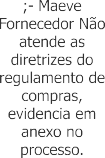 ;- Maeve
Fornecedor Não
atende as
diretrizes do
regulamento de
compras,
evidencia em
anexo no
processo.